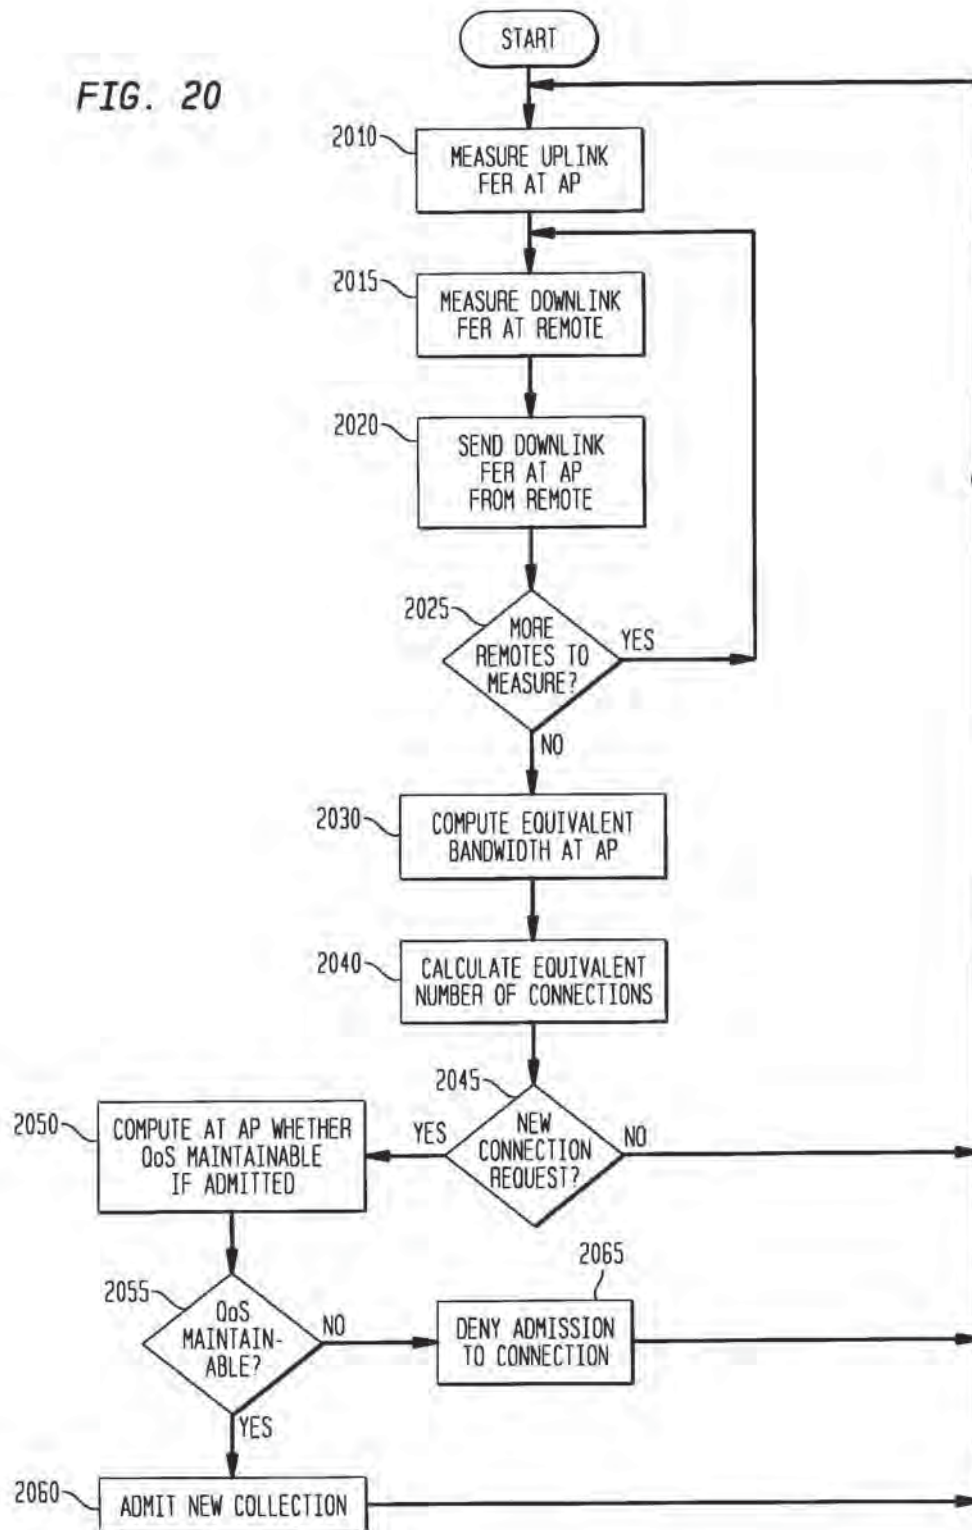 START
FIG. 20
2010
MEASURE UPLINK
FER AT AP
2015
MEASURE DOWNLINK
FER AT REMOTE
2020
SEND DOWNLINK
FER AT AP
FROM REMOTE
2025
MORE
REMOTES TO
MEASURE?
YES
NO
2030
COMPUTE EQUIVALENT
BANDWIDTH AT AP
2040
CALCULATE EQUIVALENT
NUMBER OF CONNECTIONS
2045
NEW
CONNECTION
REQUEST?
YES
NO
2050
COMPUTE AT AP WHETHER
QoS MAINTAINABLE
IF ADMITTED
2055
QoS
MAINTAIN-
ABLE?
NO
YES
2065
DENY ADMISSION
TO CONNECTION
2060
ADMIT NEW COLLECTION